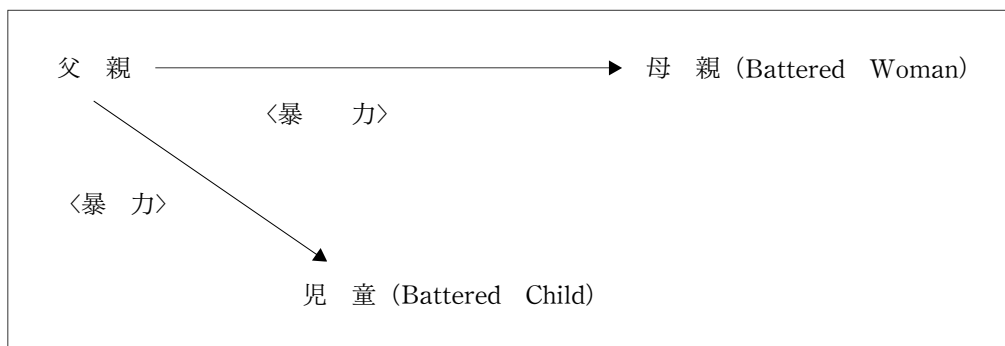 父　親　母　親（Battered　Woman）
〈暴　　力〉
〈暴　力〉
児　童（Battered　Child）